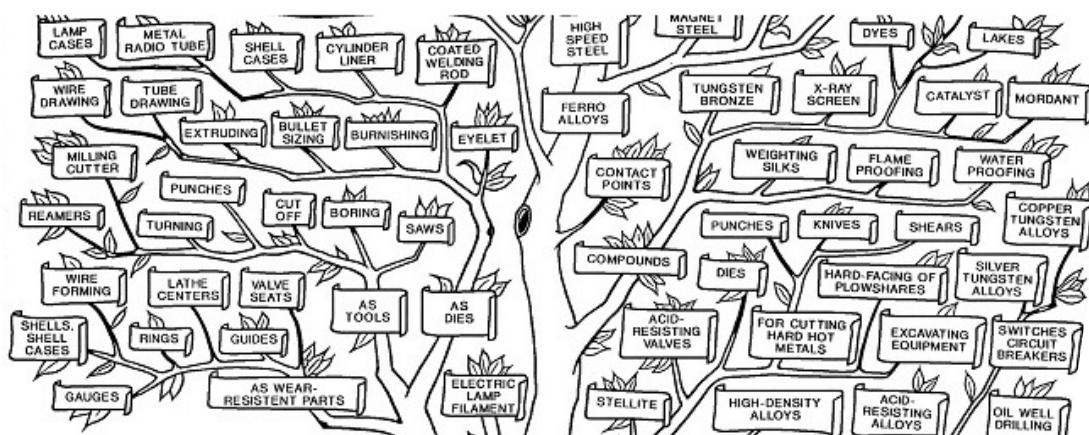 LAMP
CASES
METAL
RADIO TUBE
SHELL
CASES
CYLINDER
LINER
COATED
WELDING
ROD
HIGH
SPEED
STEEL
MAGNET
STEEL
DYES
LAKES
WIRE
DRAWING
TUBE
DRAWING
EXTRUDING
BULLET
SIZING
BURNISHING
EYELET
FERRO
ALLOYS
TUNGSTEN
BRONZE
X-RAY
SCREEN
CATALYST
MORDANT
MILLING
CUTTER
PUNCHES
CUT
OFF
BORING
SAWS
CONTACT
POINTS
WEIGHTING
SILKS
FLAME
PROOFING
WATER
PROOFING
REAMERS
TURNING
COMPOUNDS
PUNCHES
KNIVES
SHEARS
COPPER
TUNGSTEN
ALLOYS
WIRE
FORMING
LATHE
CENTERS
VALVE
SEATS
AS
TOOLS
AS
DIES
DIES
HARD-FACING OF
PLOWSHARES
SILVER
TUNGSTEN
ALLOYS
SHELLS,
SHELL
CASES
RINGS
GUIDES
ACID-
RESISTING
VALVES
FOR CUTTING
HARD HOT
METALS
EXCAVATING
EQUIPMENT
SWITCHES
CIRCUIT
BREAKERS
GAUGES
AS WEAR-
RESISTENT PARTS
ELECTRIC
LAMP
FILAMENT
STELLITE
HIGH-DENSITY
ALLOYS
ACID-
RESISTING
ALLOYS
OIL WELL
DRILLING